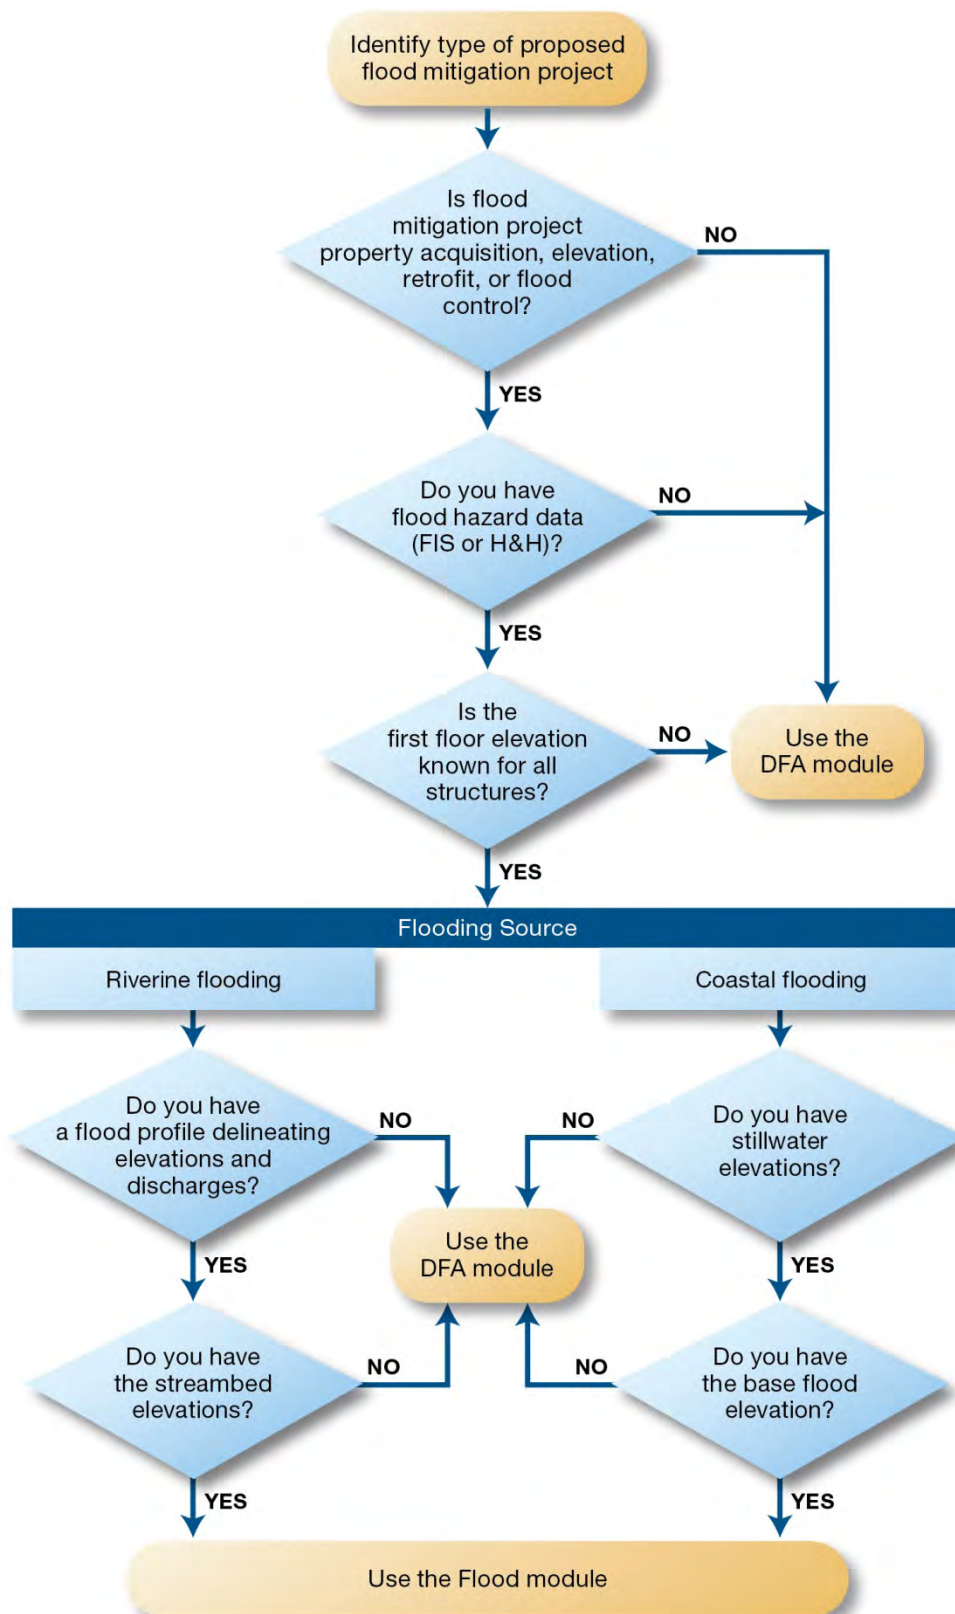 Identify type of proposed
flood mitigation project
Is flood
mitigation project
property acquisition, elevation,
retrofit, or flood
control?
NO
YES
Do you have
flood hazard data
(FIS or H&H)?
NO
YES
Is the
first floor elevation
known for all
structures?
NO
Use the
DFA module
YES
Flooding Source
Riverine flooding
Coastal flooding
Do you have
a flood profile delineating
elevations and
discharges?
NO
NO
Do you have
stillwater
elevations?
Use the
DFA module
YES
YES
Do you have
the streambed
elevations?
NO
NO
Do you have
the base flood
elevation?
YES
YES
Use the Flood module